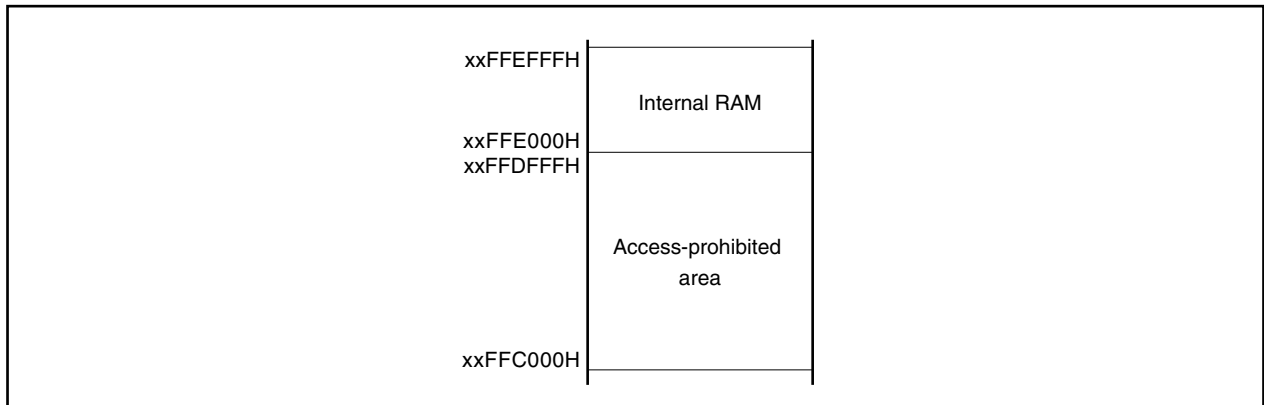 xxFFEFFFH
Internal RAM
xxFFE000H
xxFFDFFFH
Access-prohibited
area
xxFFC000H